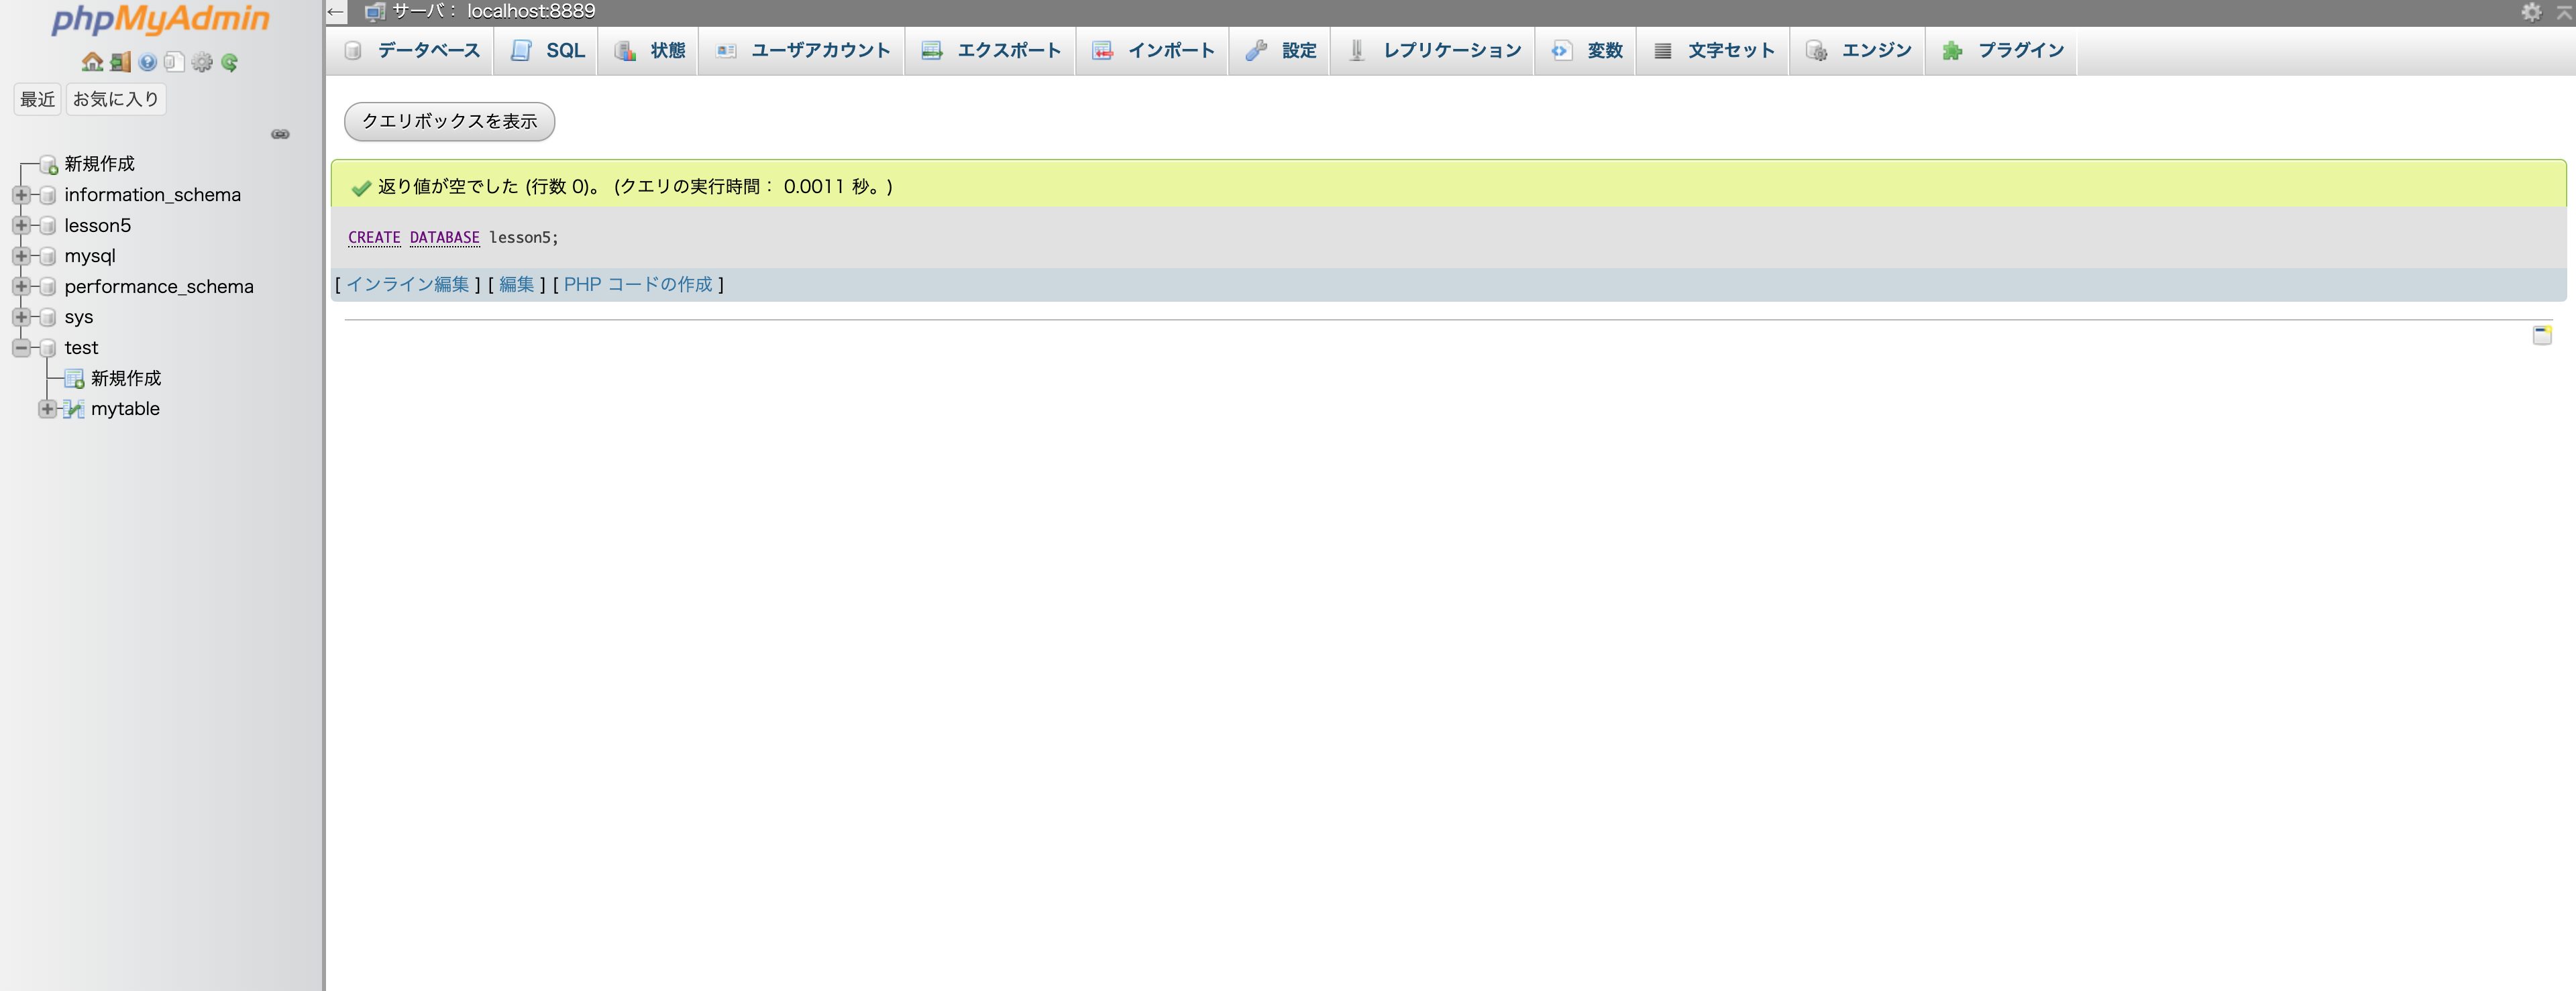 phpMyAdmin
最近 お気に入り
新規作成
information_schema
lesson5
mysql
performance_schema
sys
test
新規作成
mytable
サーバ: localhost:8889
データベース SQL 状態 ユーザアカウント エクスポート インポート 設定 レプリケーション 変数 文字セット エンジン プラグイン
クエリボックスを表示
返り値が空でした (行数 0)。 (クエリの実行時間: 0.0011 秒。)
CREATE DATABASE lesson5;
[ インライン編集 ] [ 編集 ] [ PHP コードの作成 ]